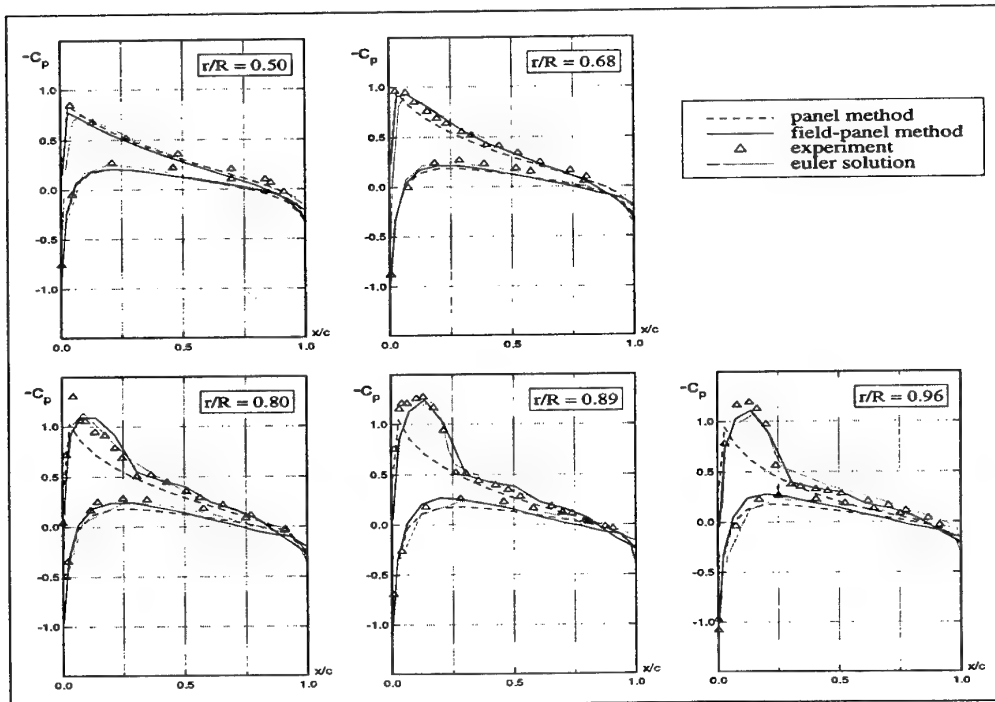 -Cp
r/R = 0.50
1.0
0.5
0.0
-0.5
-1.0
x/c
0.0
0.5
1.0
-Cp
r/R = 0.68
1.0
0.5
0.0
-0.5
-1.0
x/c
0.0
0.5
1.0
panel method
field-panel method
experiment
euler solution
-Cp
r/R = 0.80
1.0
0.5
0.0
-0.5
-1.0
x/c
0.0
0.5
1.0
-Cp
r/R = 0.89
1.0
0.5
0.0
-0.5
-1.0
x/c
0.0
0.5
1.0
-Cp
r/R = 0.96
1.0
0.5
0.0
-0.5
-1.0
x/c
0.0
0.5
1.0